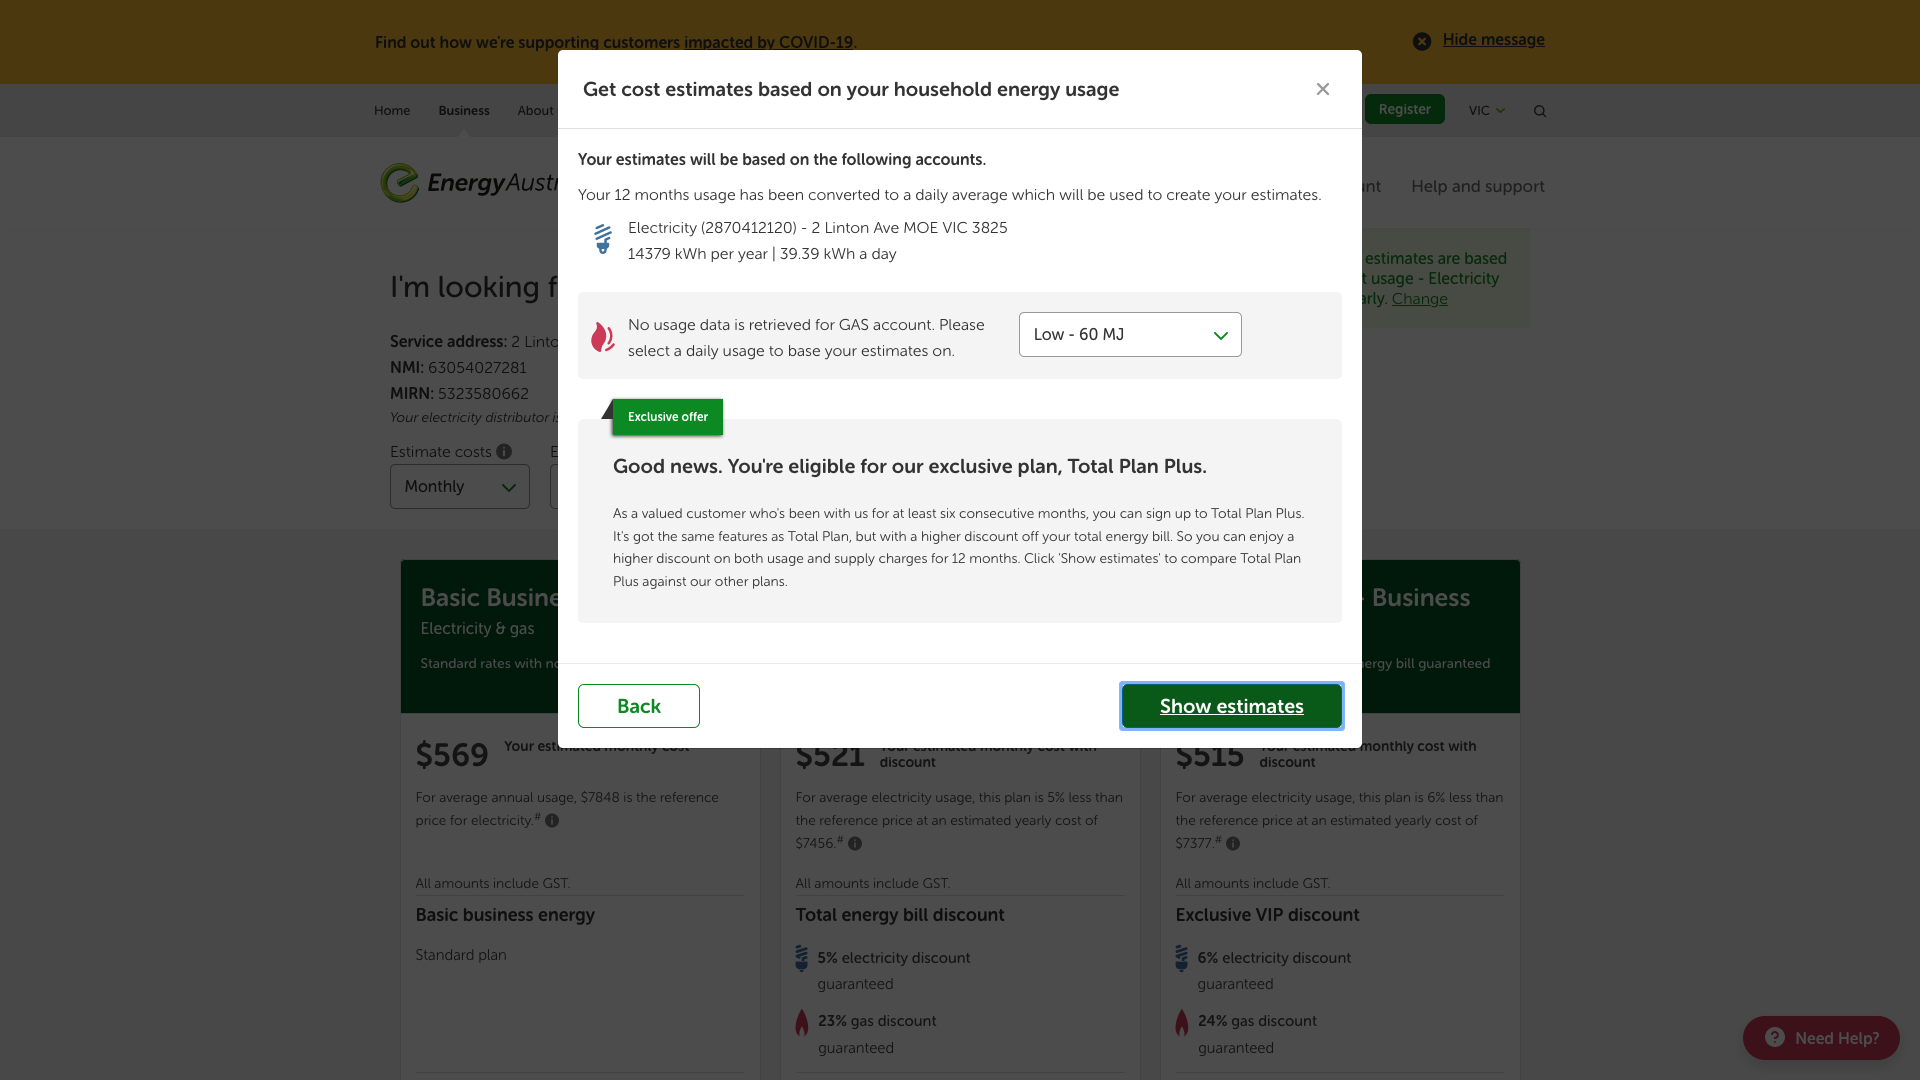 Find out how we're supporting customers impacted by COVID-19.
Hide message
Home
Business
About
Register
VIC
EnergyAustr
Help and support
I'm looking f
Service address: 2 Linto
NMI: 63054027281
MIRN: 5323580662
Your electricity distributor is
Estimate costs
Monthly
estimates are based
t usage - Electricity
arly. Change
Get cost estimates based on your household energy usage
Your estimates will be based on the following accounts.
Your 12 months usage has been converted to a daily average which will be used to create your estimates.
Electricity (2870412120) - 2 Linton Ave MOE VIC 3825
14379 kWh per year | 39.39 kWh a day
No usage data is retrieved for GAS account. Please
select a daily usage to base your estimates on.
Low - 60 MJ
Exclusive offer
Good news. You're eligible for our exclusive plan, Total Plan Plus.
As a valued customer who's been with us for at least six consecutive months, you can sign up to Total Plan Plus.
It's got the same features as Total Plan, but with a higher discount off your total energy bill. So you can enjoy a
higher discount on both usage and supply charges for 12 months. Click 'Show estimates' to compare Total Plan
Plus against our other plans.
Back
Show estimates
Basic Busine
Electricity & gas
Standard rates with no
- Business
ergy bill guaranteed
$569
Your estimated monthly cost
For average annual usage, $7848 is the reference
price for electricity.#
All amounts include GST.
Basic business energy
Standard plan
$521
Your estimated monthly cost with
discount
For average electricity usage, this plan is 5% less than
the reference price at an estimated yearly cost of
$7456.#
All amounts include GST.
Total energy bill discount
5% electricity discount
guaranteed
23% gas discount
guaranteed
$515
Your estimated monthly cost with
discount
For average electricity usage, this plan is 6% less than
the reference price at an estimated yearly cost of
$7377.#
All amounts include GST.
Exclusive VIP discount
6% electricity discount
guaranteed
24% gas discount
guaranteed
Need Help?